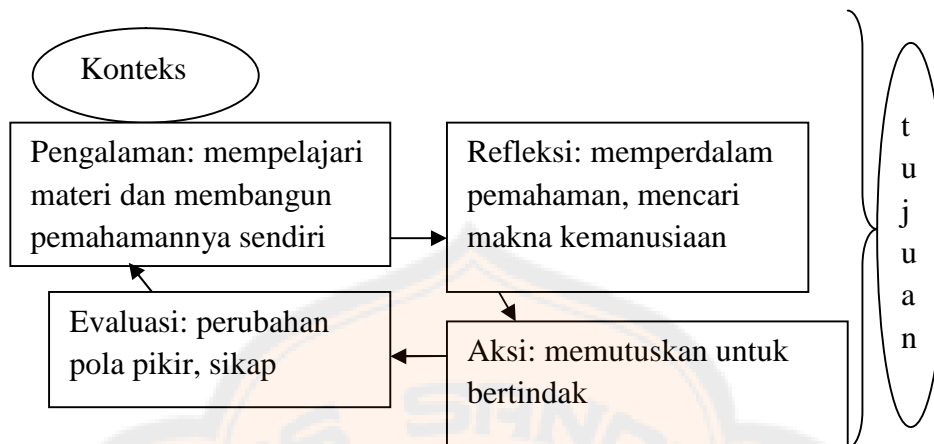 Konteks
Pengalaman: mempelajari
materi dan membangun
pemahamannya sendiri
Refleksi: memperdalam
pemahaman, mencari
makna kemanusiaan
Evaluasi: perubahan
pola pikir, sikap
Aksi: memutuskan untuk
bertindak
t
u
j
u
a
n